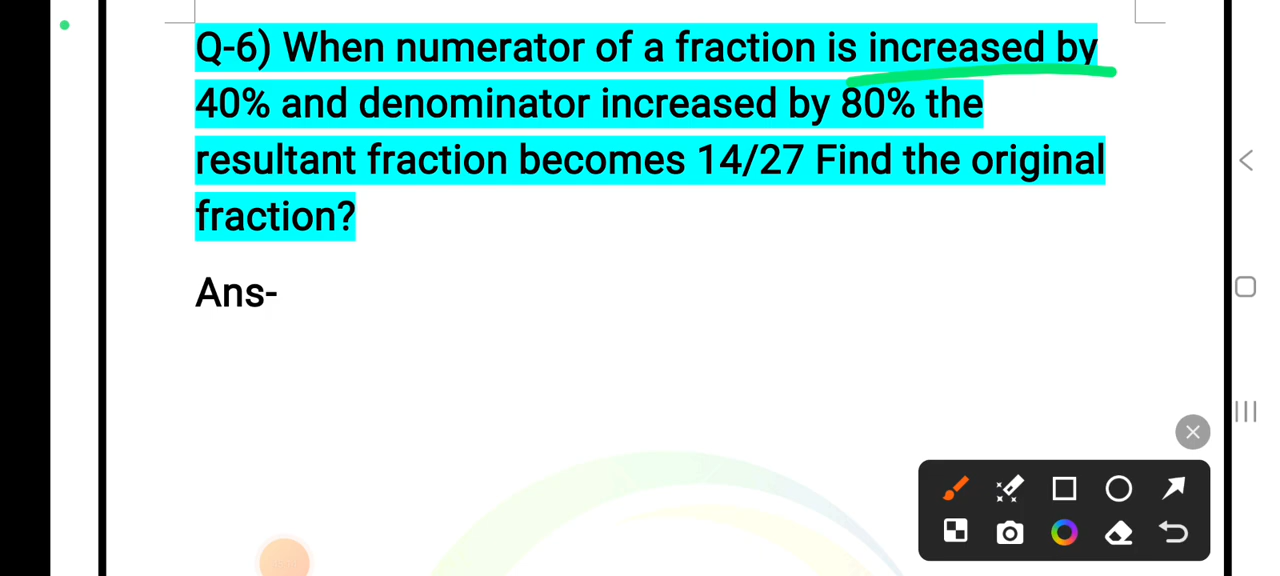 Q-6) When numerator of a fraction is increased by
40% and denominator increased by 80% the
resultant fraction becomes 14/27 Find the original
fraction?
Ans-